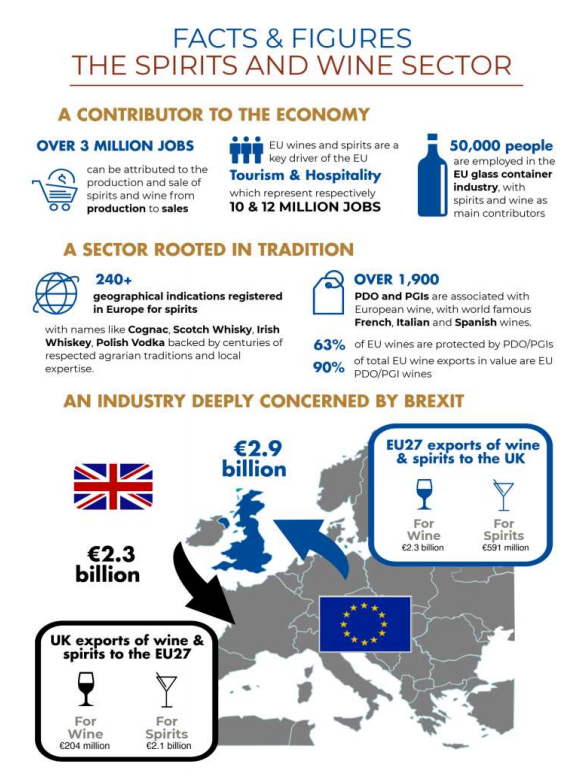 FACTS & FIGURES
THE SPIRITS AND WINE SECTOR
A CONTRIBUTOR TO THE ECONOMY
OVER 3 MILLION JOBS
can be attributed to the
production and sale of
spirits and wine from
production to sales
EU wines and spirits are a
key driver of the EU
Tourism & Hospitality
which represent respectively
10 & 12 MILLION JOBS
50,000 people
are employed in the
EU glass container
industry, with
spirits and wine as
main contributors
A SECTOR ROOTED IN TRADITION
240+
geographical indications registered
in Europe for spirits
with names like Cognac, Scotch Whisky, Irish
Whiskey, Polish Vodka backed by centuries of
respected agrarian traditions and local
expertise.
OVER 1,900
PDO and PGIs are associated with
European wine, with world famous
French, Italian and Spanish wines.
63% of EU wines are protected by PDO/PGIs
90% of total EU wine exports in value are EU
PDO/PGI wines
AN INDUSTRY DEEPLY CONCERNED BY BREXIT
€2.9
billion
EU27 exports of wine
& spirits to the UK
For
Wine
€2.3 billion
For
Spirits
€591 million
€2.3
billion
UK exports of wine &
spirits to the EU27
For
Wine
€204 million
For
Spirits
€2.1 billion